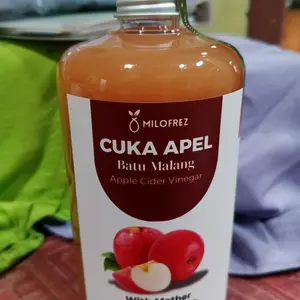 MILOFREZ
CUKA APEL
Batu Malang
Apple Cider Vinegar
With Mother